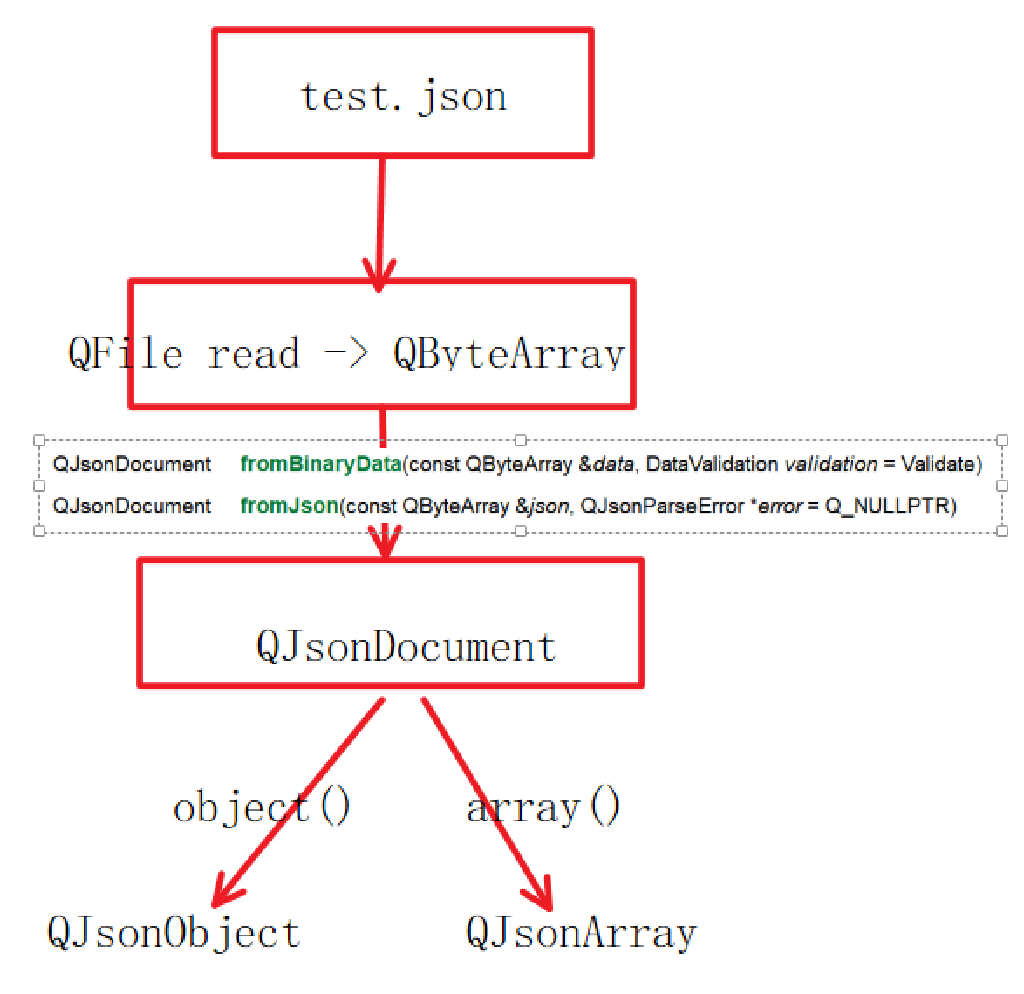 test.json
QFile read -> QByteArray
QJsonDocument fromBinaryData(const QByteArray &data, DataValidation validation = Validate)
QJsonDocument fromJson(const QByteArray &json, QJsonParseError *error = Q_NULLPTR)
QJsonDocument
object() array()
QJsonObject QJsonArray